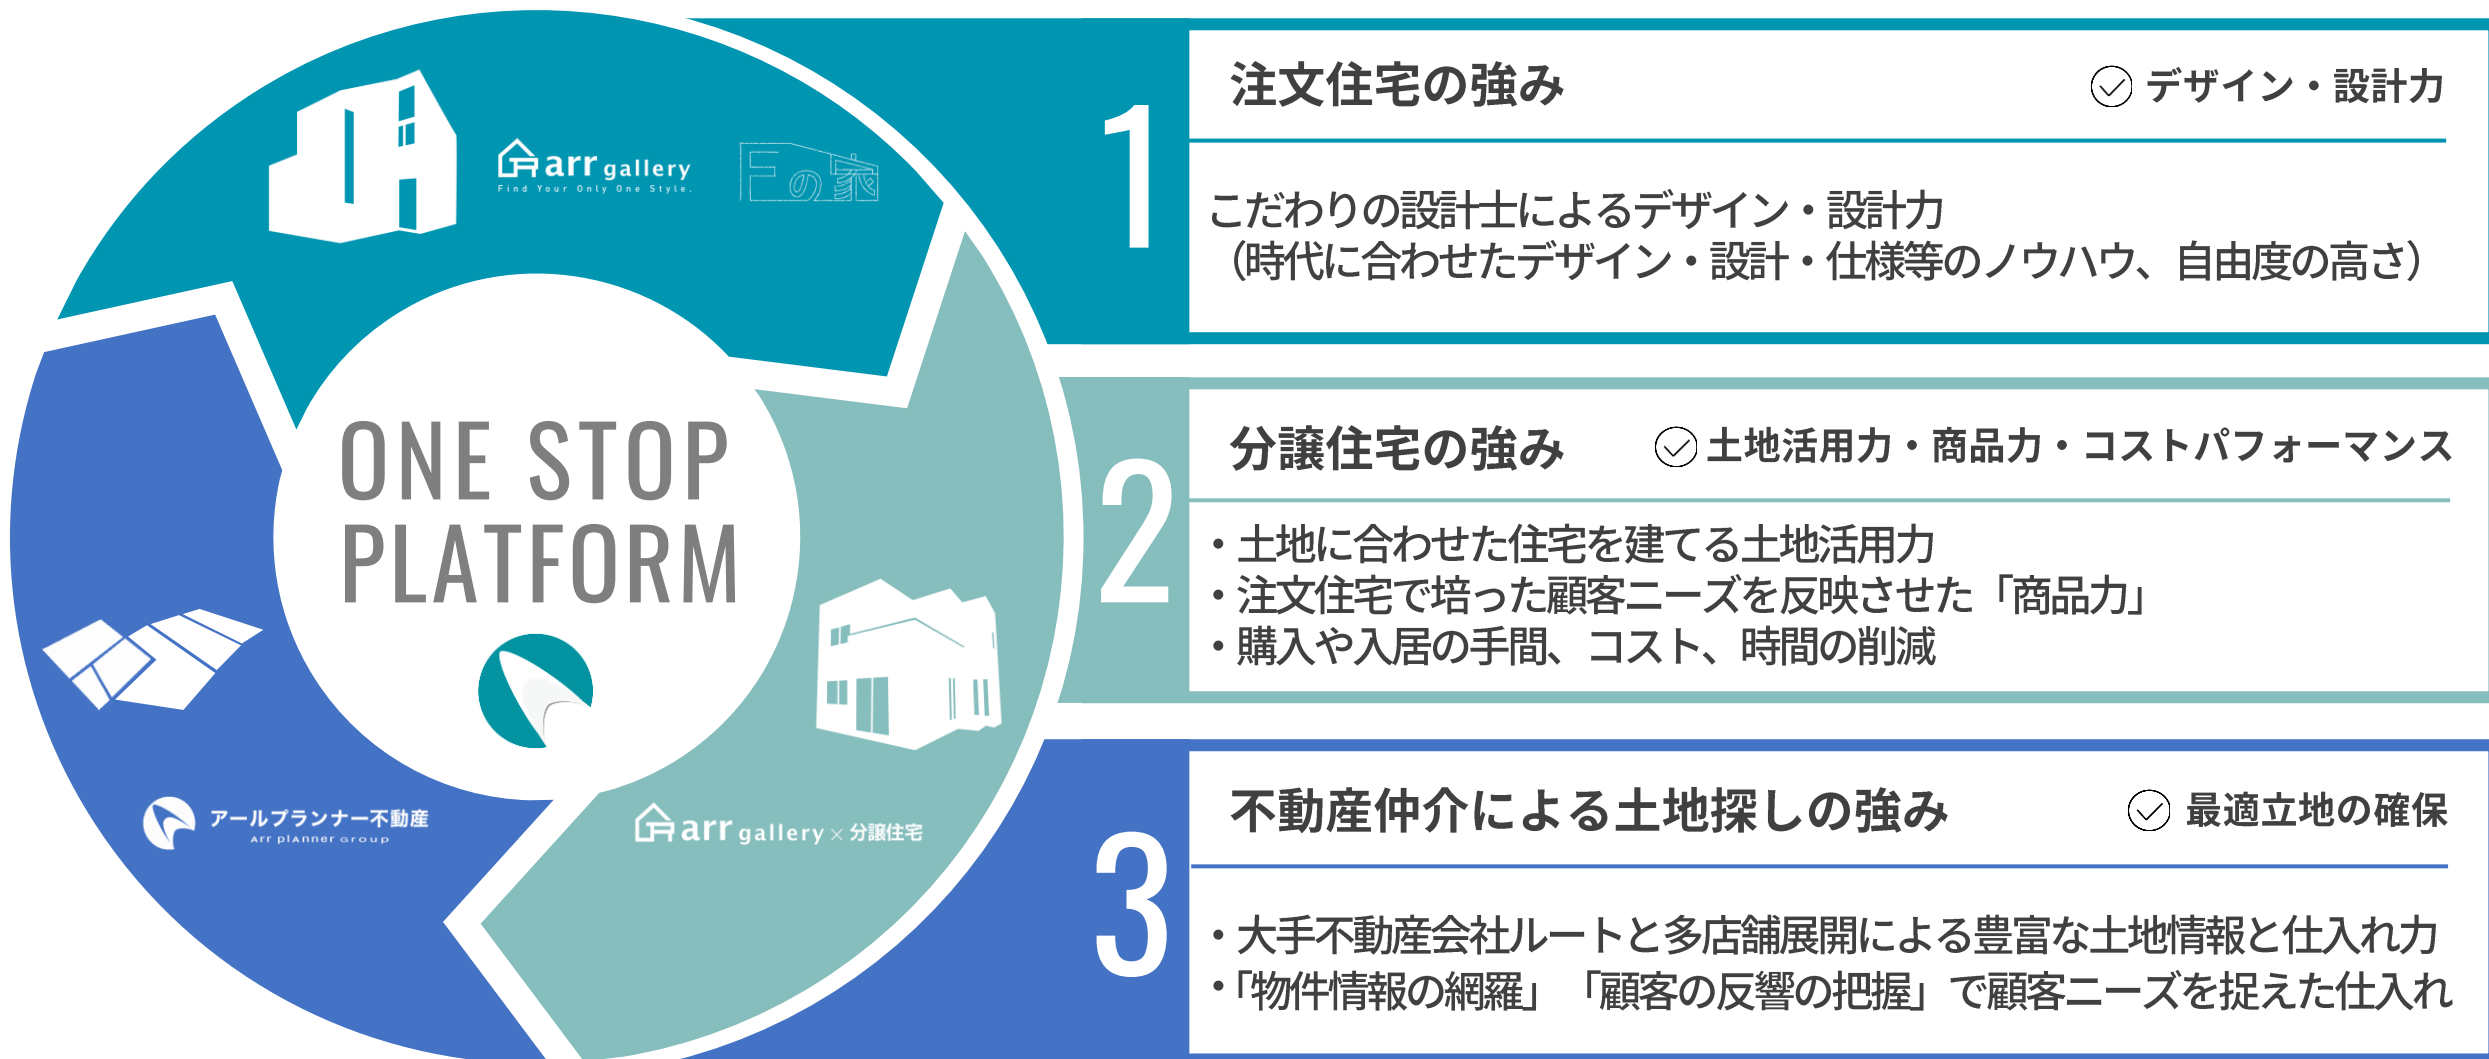 arr gallery
Find Your Only One Style.
Fの家
ONE STOP
PLATFORM
アールプランナー不動産
Arr plAnner Group
arr gallery × 分譲住宅
1
注文住宅の強み
デザイン・設計力
こだわりの設計士によるデザイン・設計力
（時代に合わせたデザイン・設計・仕様等のノウハウ、自由度の高さ）
2
分譲住宅の強み
土地活用力・商品力・コストパフォーマンス
・土地に合わせた住宅を建てる土地活用力
・注文住宅で培った顧客ニーズを反映させた「商品力」
・購入や入居の手間、コスト、時間の削減
3
不動産仲介による土地探しの強み
最適立地の確保
・大手不動産会社ルートと多店舗展開による豊富な土地情報と仕入れ力
・「物件情報の網羅」「顧客の反響の把握」で顧客ニーズを捉えた仕入れ